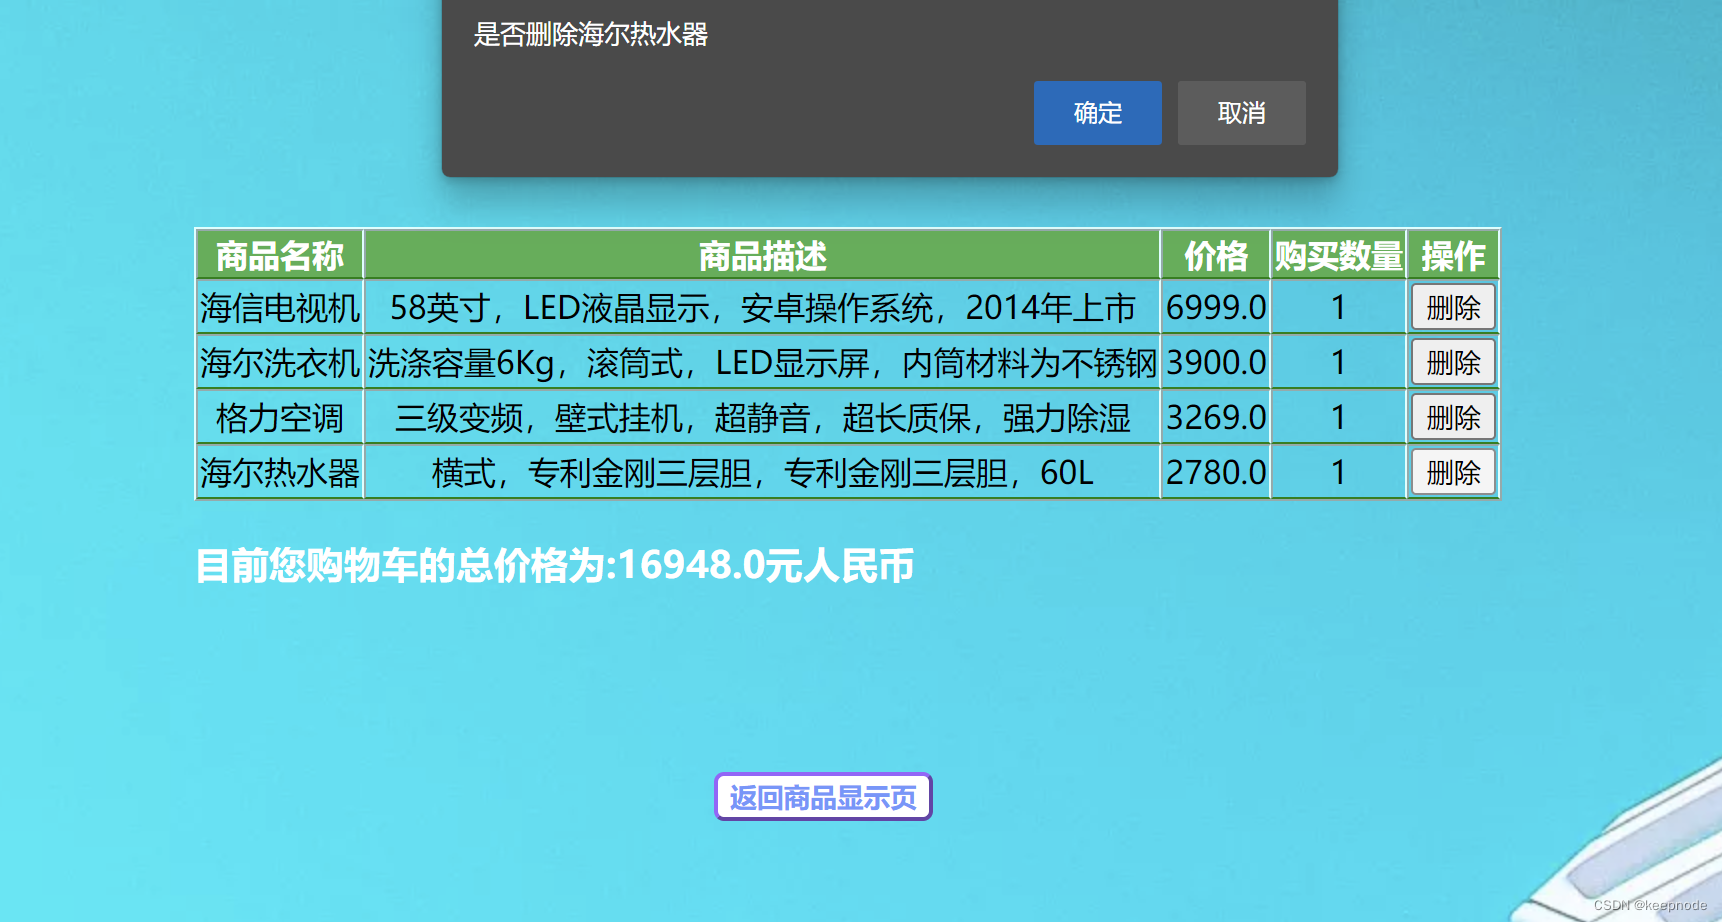 是否删除海尔热水器
确定 取消
商品名称 商品描述 价格 购买数量 操作
海信电视机 58英寸，LED液晶显示，安卓操作系统，2014年上市 6999.0 1 删除
海尔洗衣机 洗涤容量6Kg，滚筒式，LED显示屏，内筒材料为不锈钢 3900.0 1 删除
格力空调 三级变频，壁式挂机，超静音，超长质保，强力除湿 3269.0 1 删除
海尔热水器 横式，专利金刚三层胆，专利金刚三层胆，60L 2780.0 1 删除
目前您购物车的总价格为:16948.0元人民币
返回商品显示页
CSDN @keepnode